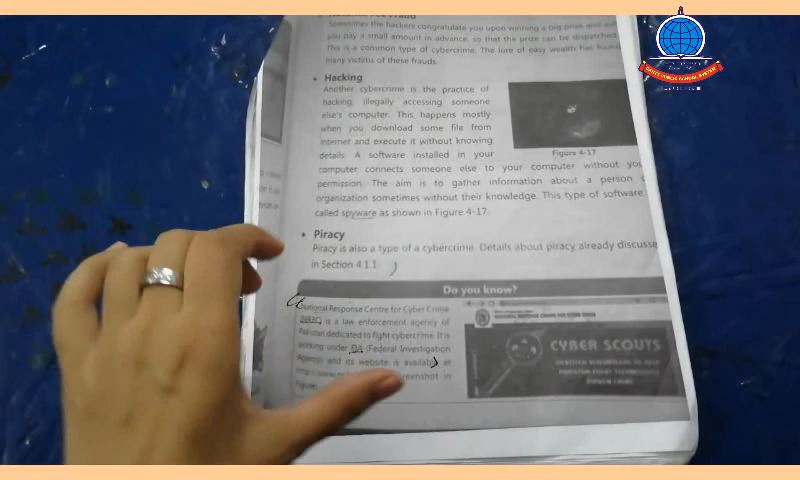 Sometimes the hackers congratulate you upon winning a big prize and
you pay a small amount in advance, so that the prize can be dispatched
This is a common type of cybercrime. The lure of easy wealth has found
many victims of these frauds.
• Hacking
Another cybercrime is the practice of
hacking, illegally accessing someone
else's computer. This happens mostly
when you download some file from
internet and execute it without knowing
details. A software installed in your
Figure 4-17
computer connects someone else to your computer without
permission. The aim is to gather information about a person
organization sometimes without their knowledge. This type of software
called spyware as shown in Figure 4-17.
• Piracy
Piracy is also a type of a cybercrime. Details about piracy already
in Section 4.1.1.
Do you know?
National Response Centre for Cyber Crime
(NR3C) is a law enforcement agency of
Pakistan dedicated to fight cybercrime. It is
working under FIA (Federal Investigation
Agency) and its website is available at
screenshot in
CYBER SCOUTS